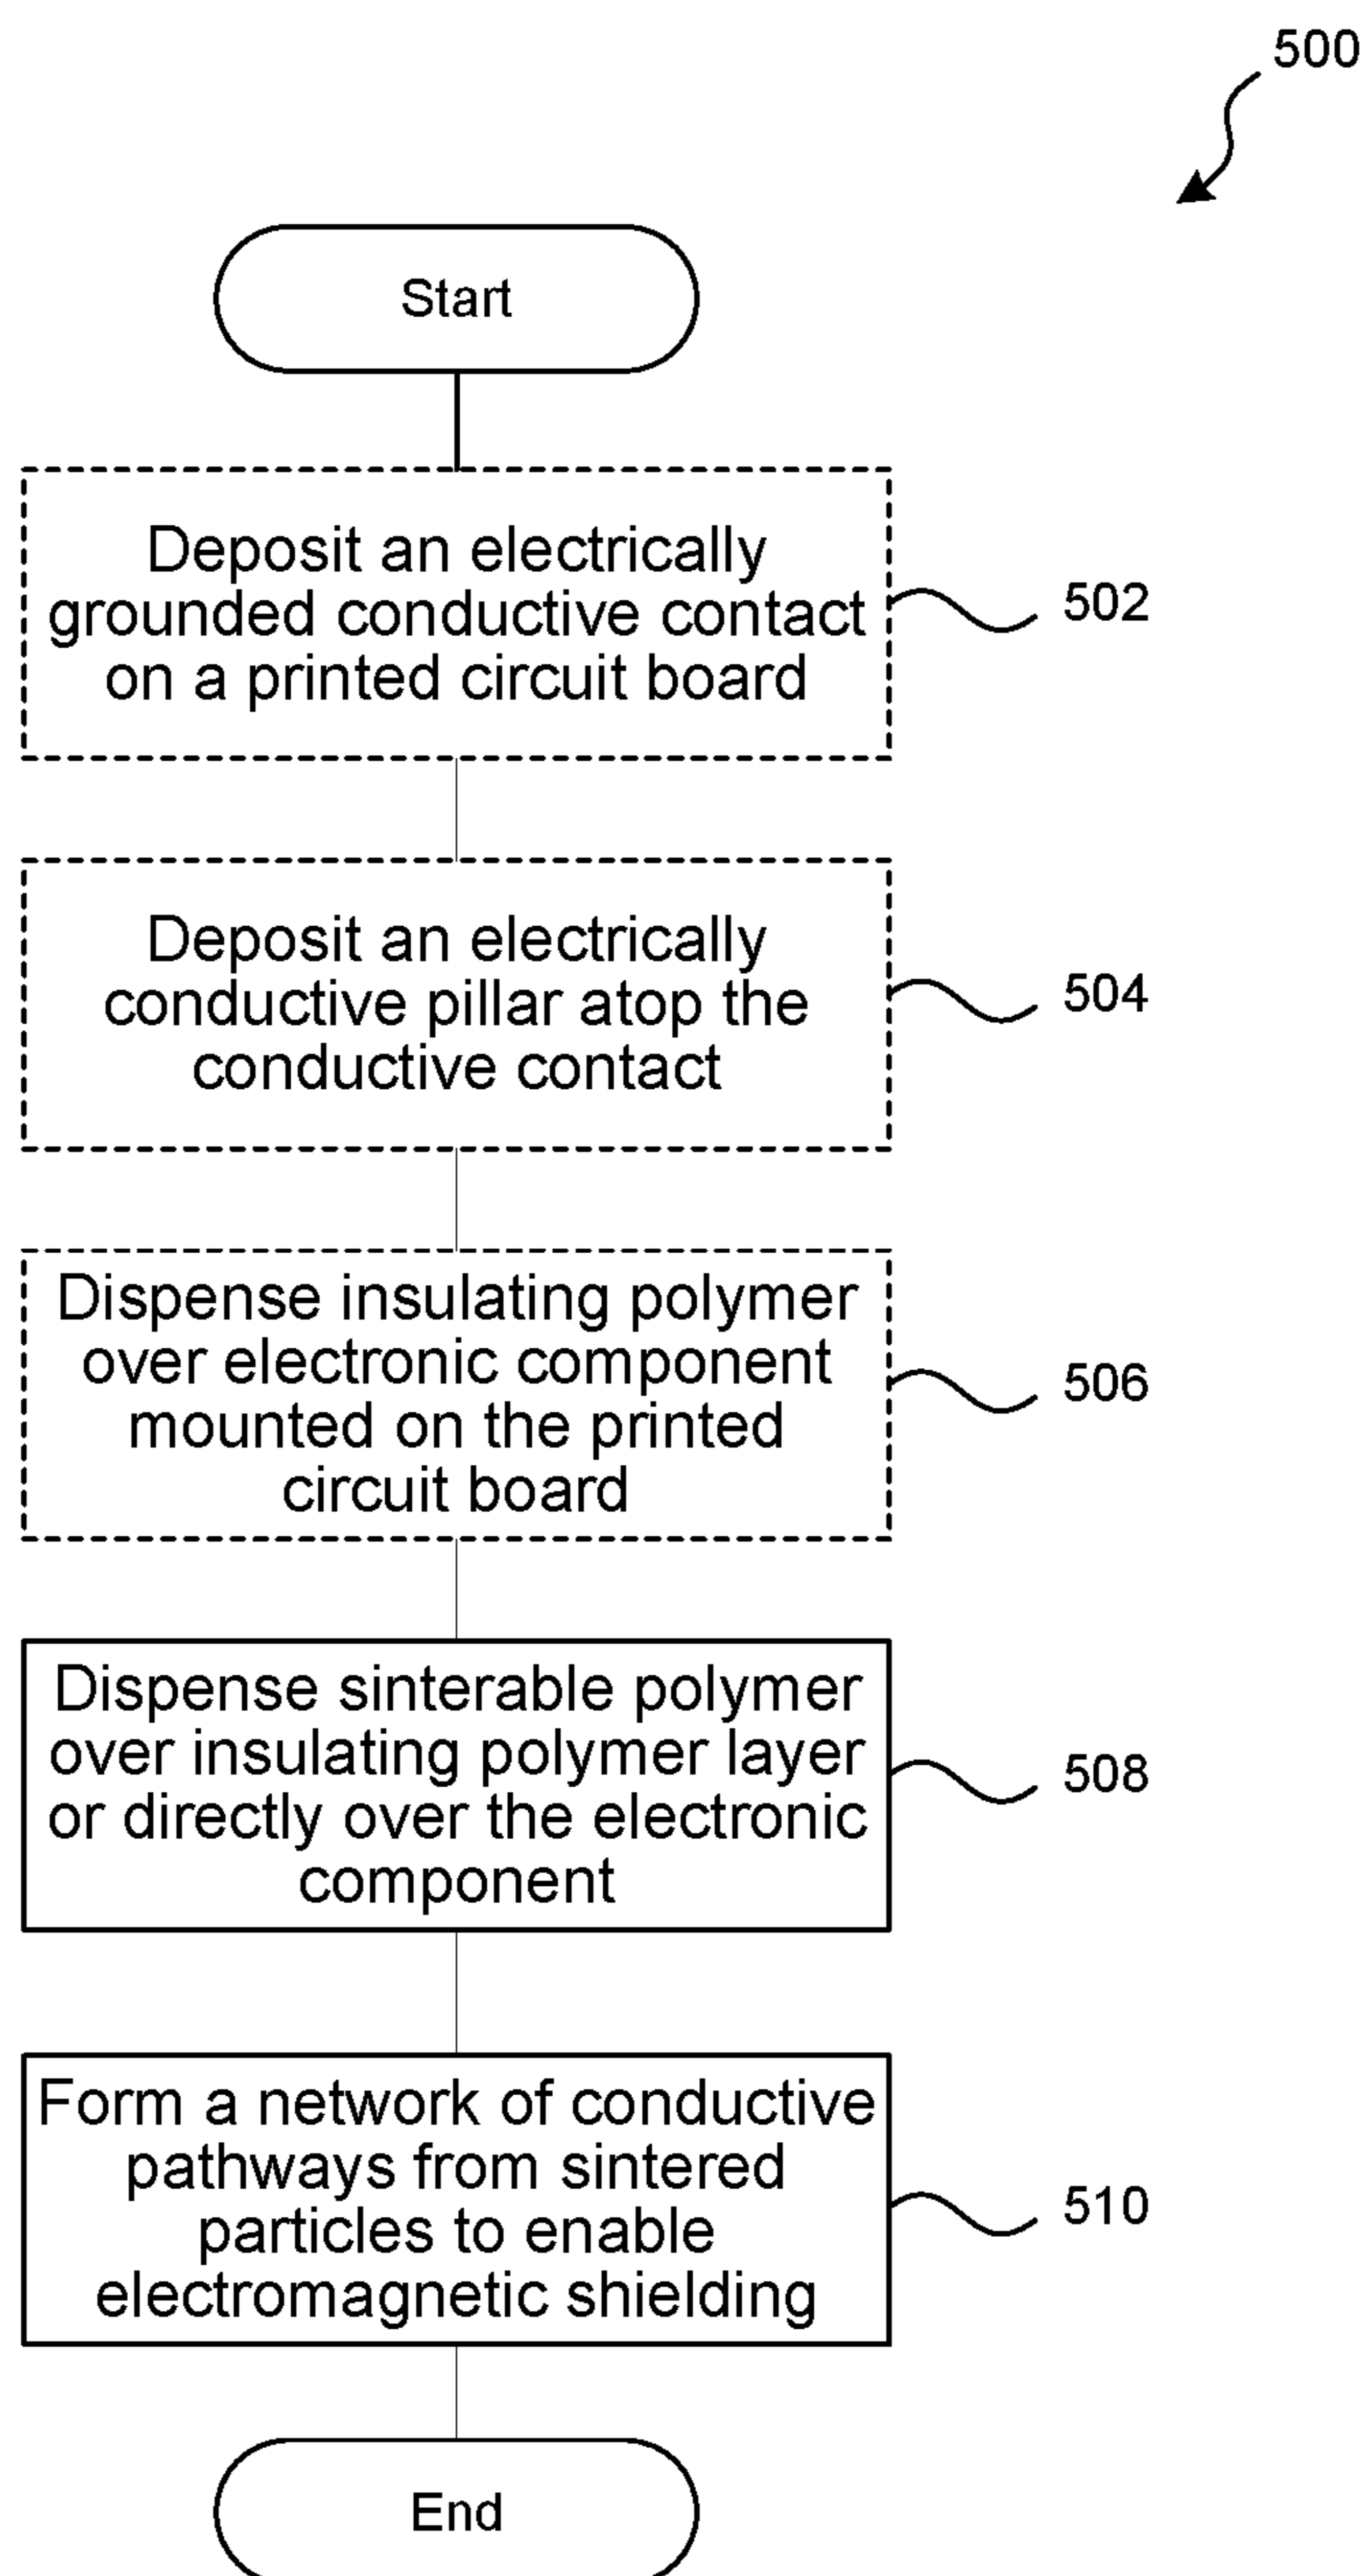 500
Start
Deposit an electrically
grounded conductive contact
on a printed circuit board
502
Deposit an electrically
conductive pillar atop the
conductive contact
504
Dispense insulating polymer
over electronic component
mounted on the printed
circuit board
506
Dispense sinterable polymer
over insulating polymer layer
or directly over the electronic
component
508
Form a network of conductive
pathways from sintered
particles to enable
electromagnetic shielding
510
End